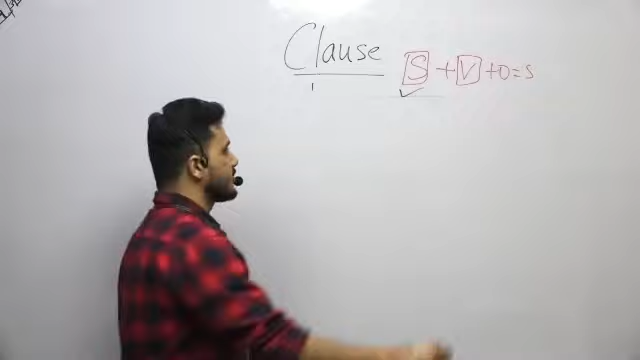 Clause
S + V + O = S